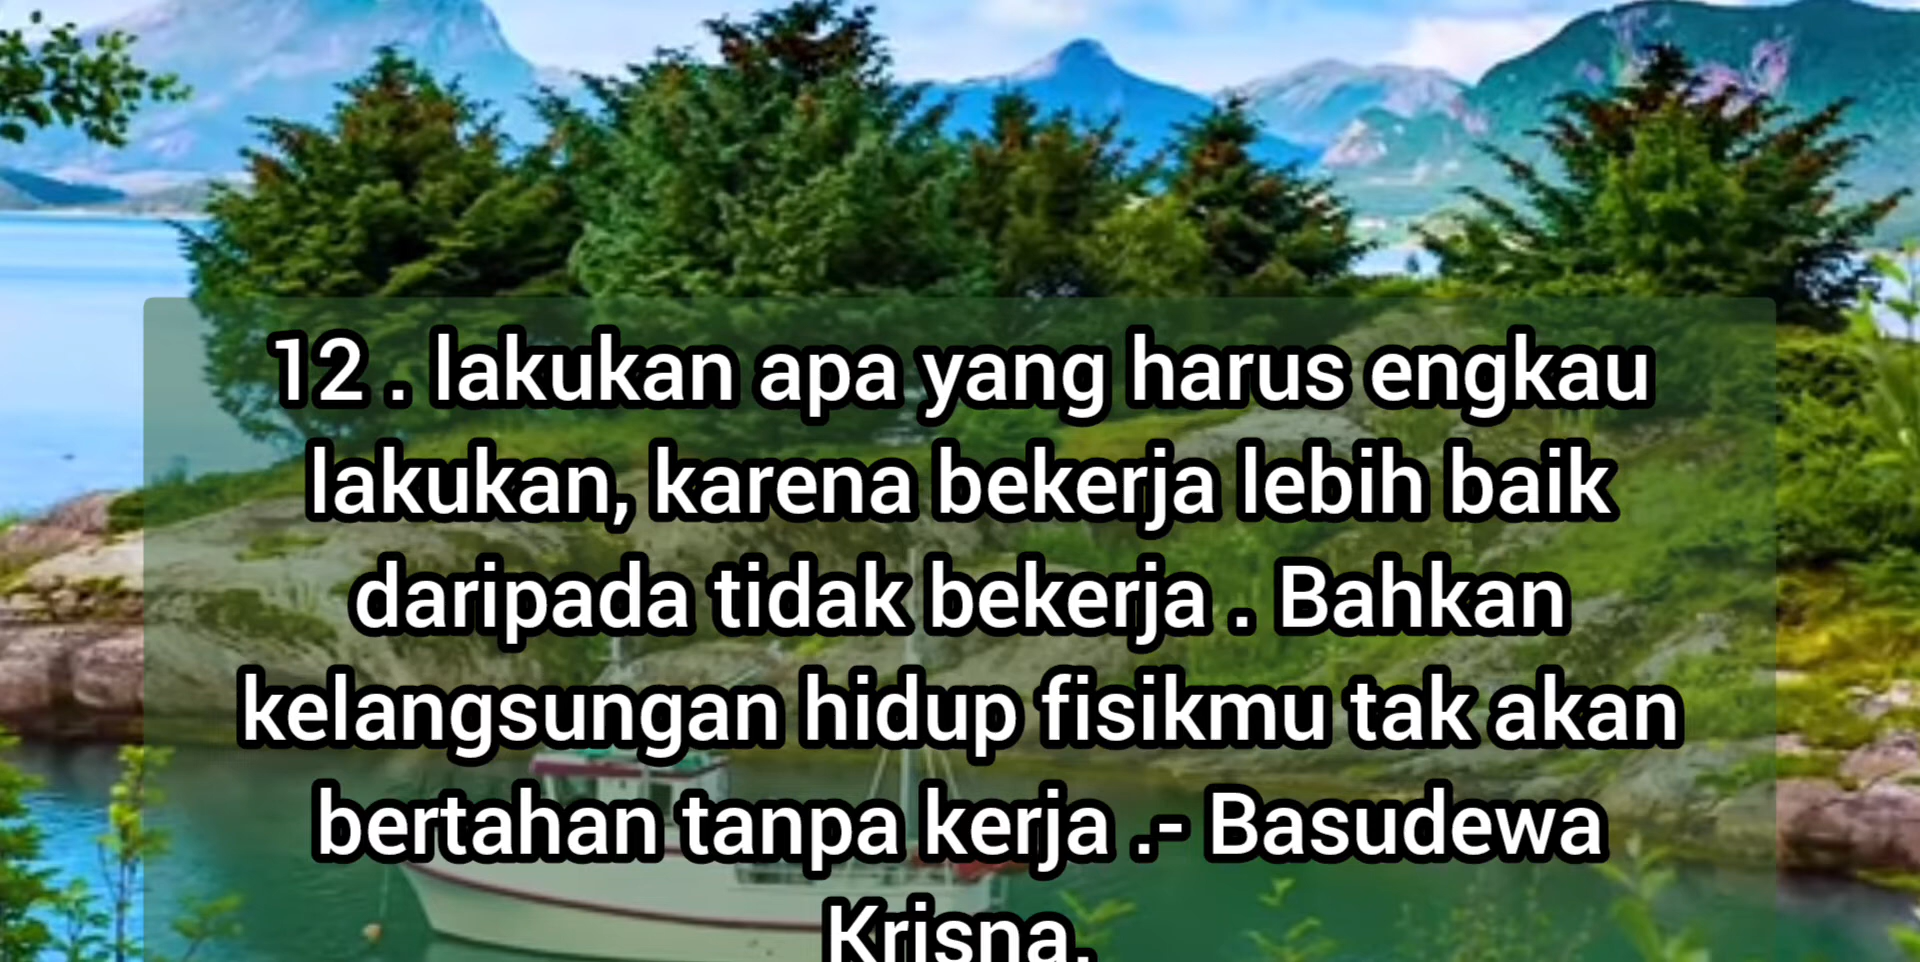 12 . lakukan apa yang harus engkau
lakukan, karena bekerja lebih baik
daripada tidak bekerja . Bahkan
kelangsungan hidup fisikmu tak akan
bertahan tanpa kerja .- Basudewa
Krisna.